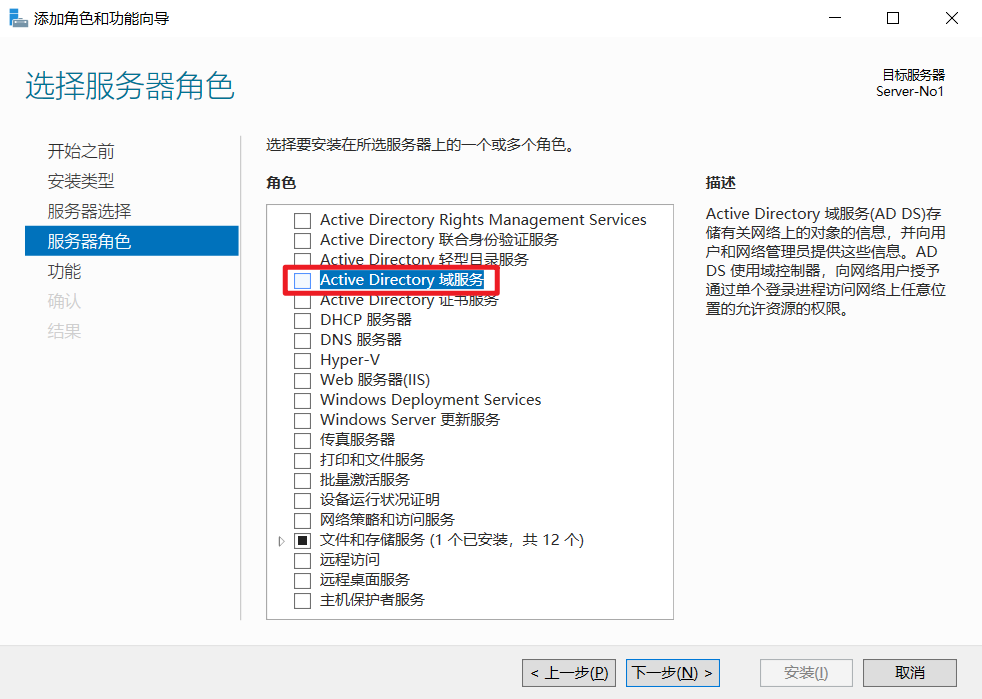 添加角色和功能向导
选择服务器角色
目标服务器
Server-No1
开始之前
安装类型
服务器选择
服务器角色
功能
确认
结果
选择要安装在所选服务器上的一个或多个角色。
角色
Active Directory Rights Management Services
Active Directory 联合身份验证服务
Active Directory 轻型目录服务
Active Directory 域服务
Active Directory 证书服务
DHCP 服务器
DNS 服务器
Hyper-V
Web 服务器(IIS)
Windows Deployment Services
Windows Server 更新服务
传真服务器
打印和文件服务
批量激活服务
设备运行状况证明
网络策略和访问服务
文件和存储服务 (1 个已安装，共 12 个)
远程访问
远程桌面服务
主机保护者服务
描述
Active Directory 域服务(AD DS)存
储有关网络上的对象的信息，并向用
户和网络管理员提供这些信息。AD
DS 使用域控制器，向网络用户授予
通过单个登录进程访问网络上任意位
置的允许资源的权限。
< 上一步(P)
下一步(N) >
安装(I)
取消